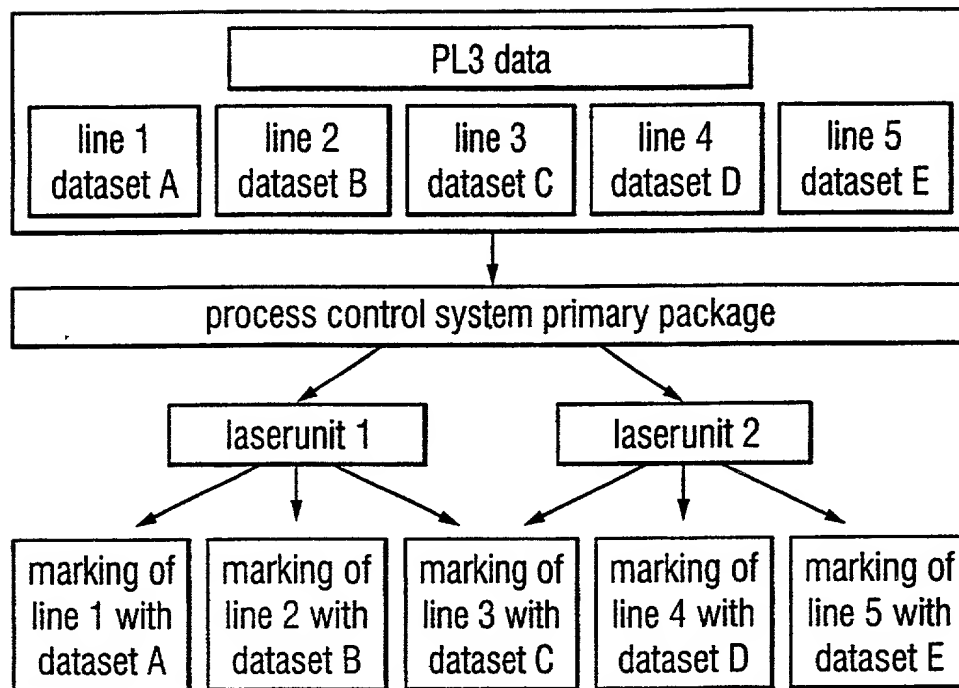 PL3 data
line 1
dataset A
line 2
dataset B
line 3
dataset C
line 4
dataset D
line 5
dataset E
process control system primary package
laserunit 1
laserunit 2
marking of
line 1 with
dataset A
marking of
line 2 with
dataset B
marking of
line 3 with
dataset C
marking of
line 4 with
dataset D
marking of
line 5 with
dataset E